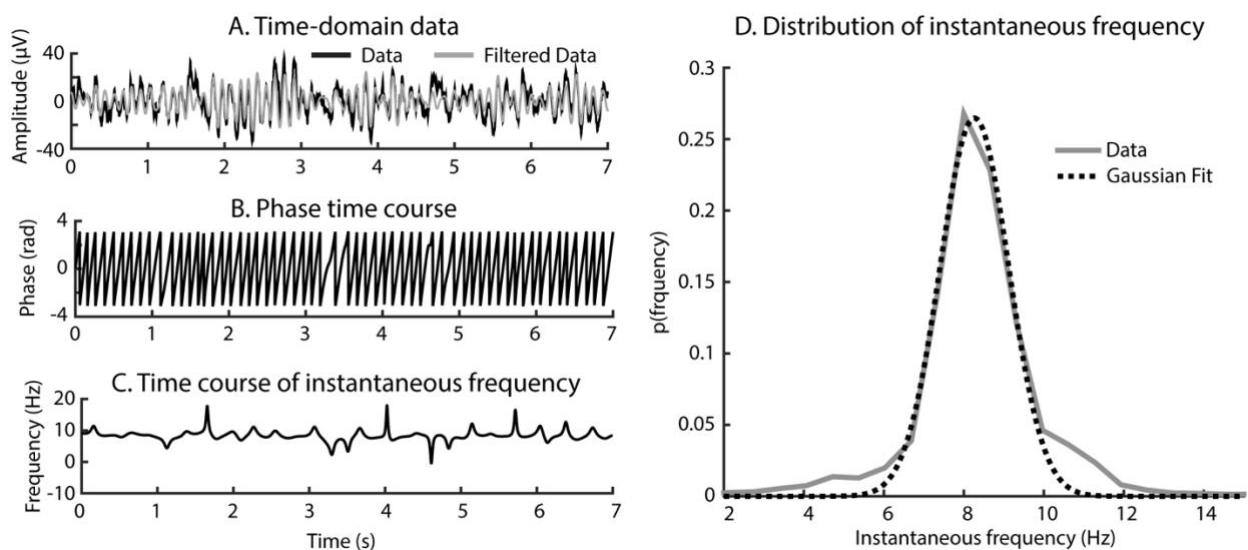 A. Time-domain data
Data
Filtered Data
Amplitude (μV)
40
0
-40
0 1 2 3 4 5 6 7
B. Phase time course
Phase (rad)
4
0
-4
0 1 2 3 4 5 6 7
C. Time course of instantaneous frequency
Frequency (Hz)
20
10
0
-10
0 1 2 3 4 5 6 7
Time (s)
D. Distribution of instantaneous frequency
Data
Gaussian Fit
p(frquency)
0.3
0.25
0.2
0.15
0.1
0.05
0
2 4 6 8 10 12 14
Instantaneous frequency (Hz)